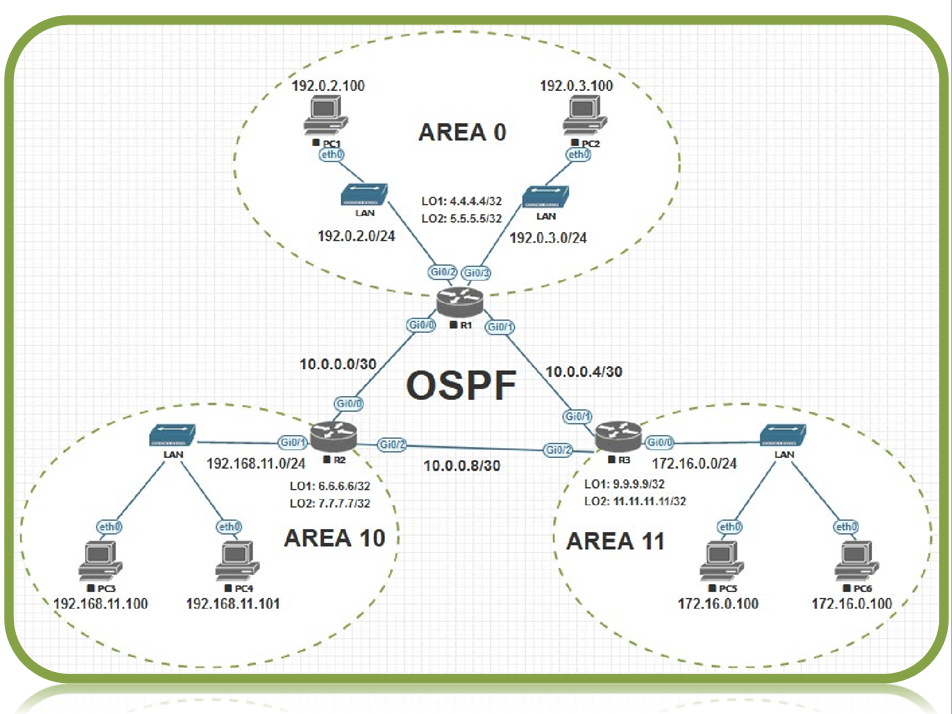 192.0.2.100
192.0.3.100
AREA 0
PC1
PC2
eth0
eth0
LO1: 4.4.4.4/32
LO2: 5.5.5.5/32
LAN
LAN
192.0.2.0/24
192.0.3.0/24
Gi0/2
Gi0/3
R1
Gi0/0
Gi0/1
10.0.0.0/30
OSPF
10.0.0.4/30
Gi0/0
Gi0/1
LAN
Gi0/1
R2
Gi0/2
10.0.0.8/30
Gi0/2
R3
Gi0/0
LAN
192.168.11.0/24
172.16.0.0/24
LO1: 6.6.6.6/32
LO2: 7.7.7.7/32
LO1: 9.9.9.9/32
LO2: 11.11.11.11/32
AREA 10
AREA 11
eth0
eth0
eth0
eth0
PC3
PC4
PC5
PC6
192.168.11.100
192.168.11.101
172.16.0.100
172.16.0.100